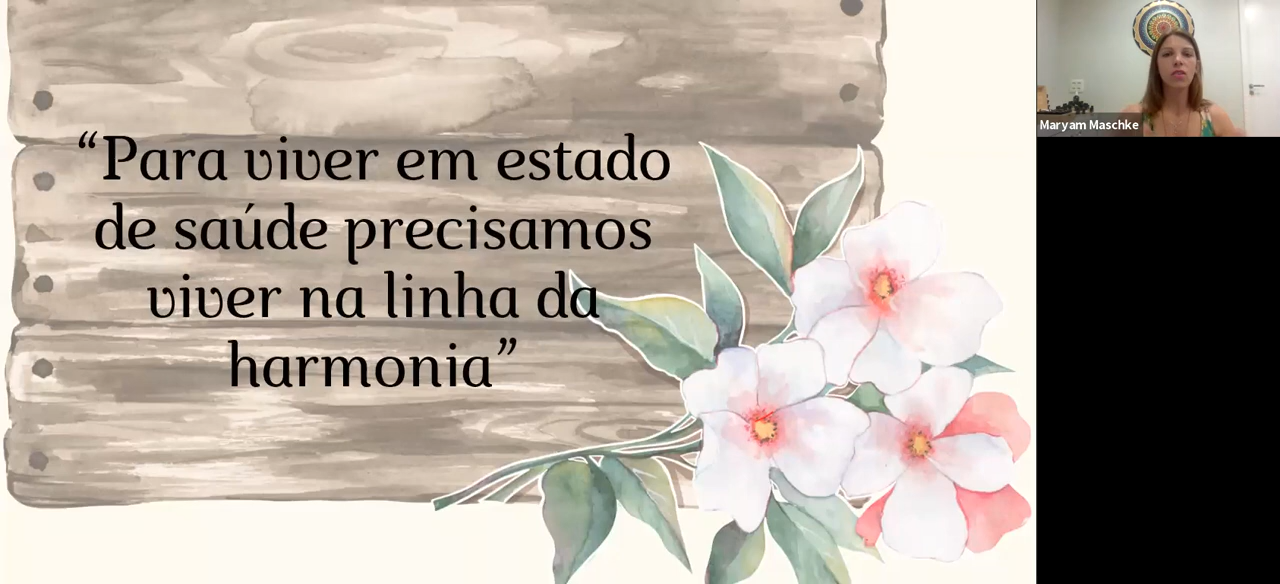 “Para viver em estado
de saúde precisamos
viver na linha da
harmonia”
Maryam Maschke